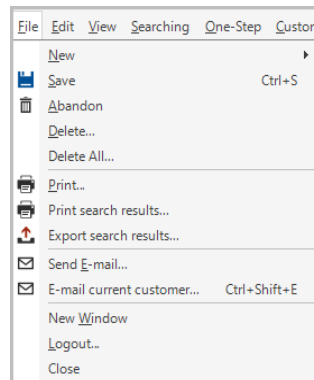 File Edit View Searching One-Step Custor
New
Save Ctrl+S
Abandon
Delete...
Delete All...
Print...
Print search results...
Export search results...
Send E-mail...
E-mail current customer... Ctrl+Shift+E
New Window
Logout...
Close